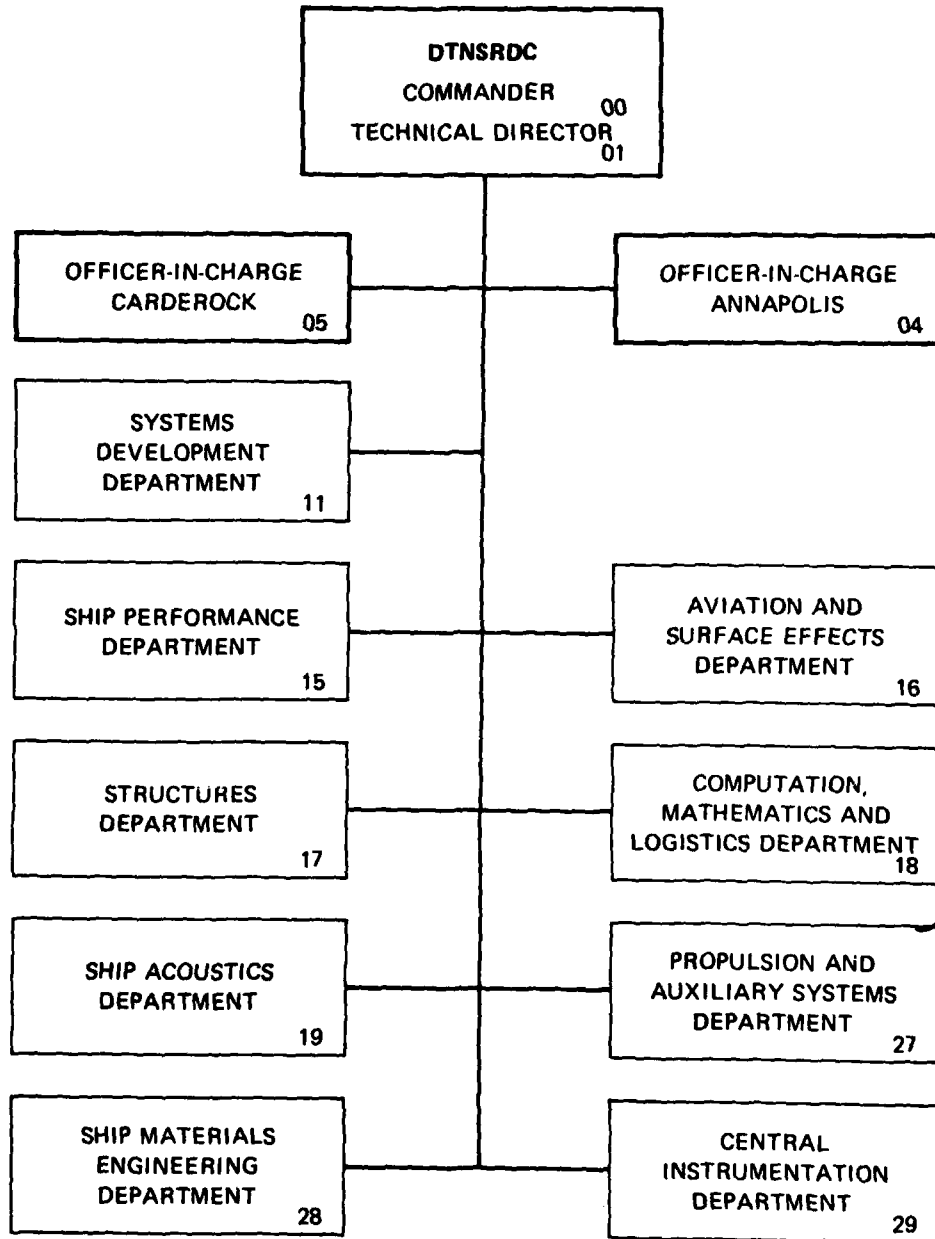 DTNSRDC
COMMANDER 00
TECHNICAL DIRECTOR 01
OFFICER-IN-CHARGE
CARDEROCK
05
OFFICER-IN-CHARGE
ANNAPOLIS
04
SYSTEMS
DEVELOPMENT
DEPARTMENT
11
SHIP PERFORMANCE
DEPARTMENT
15
AVIATION AND
SURFACE EFFECTS
DEPARTMENT
16
STRUCTURES
DEPARTMENT
17
COMPUTATION,
MATHEMATICS AND
LOGISTICS DEPARTMENT
18
SHIP ACOUSTICS
DEPARTMENT
19
PROPULSION AND
AUXILIARY SYSTEMS
DEPARTMENT
27
SHIP MATERIALS
ENGINEERING
DEPARTMENT
28
CENTRAL
INSTRUMENTATION
DEPARTMENT
29